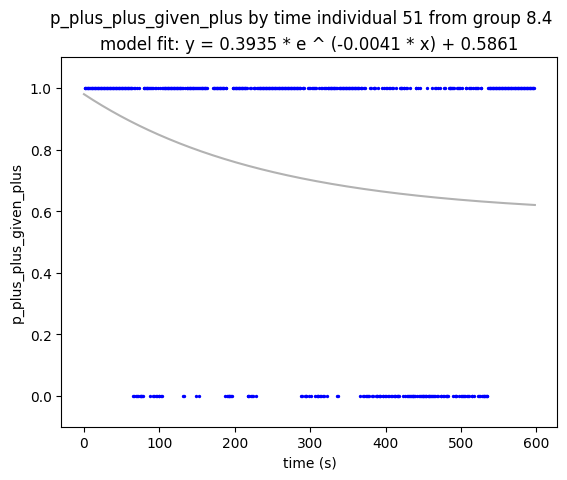 p_plus_plus_given_plus by time individual 51 from group 8.4
model fit: y = 0.3935 * e ^ (-0.0041 * x) + 0.5861
1.0
0.8
0.6
0.4
0.2
0.0
p_plus_plus_given_plus
0 100 200 300 400 500 600
time (s)